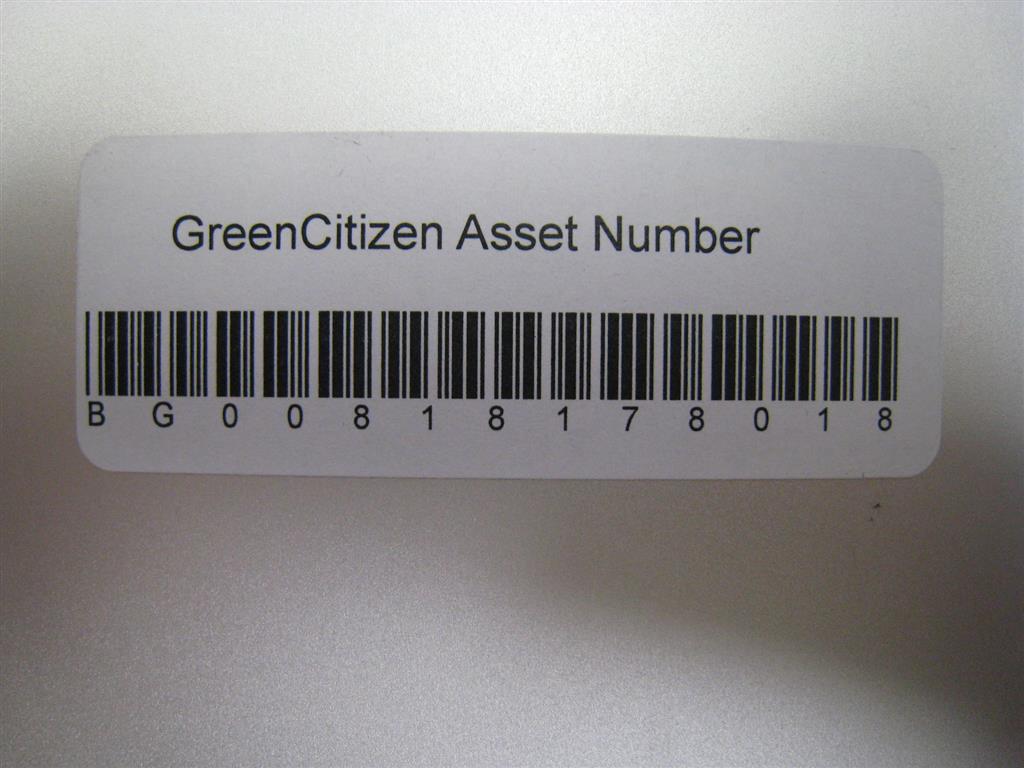 GreenCitizen Asset Number
B G 0 0 8 1 8 1 7 8 0 1 8